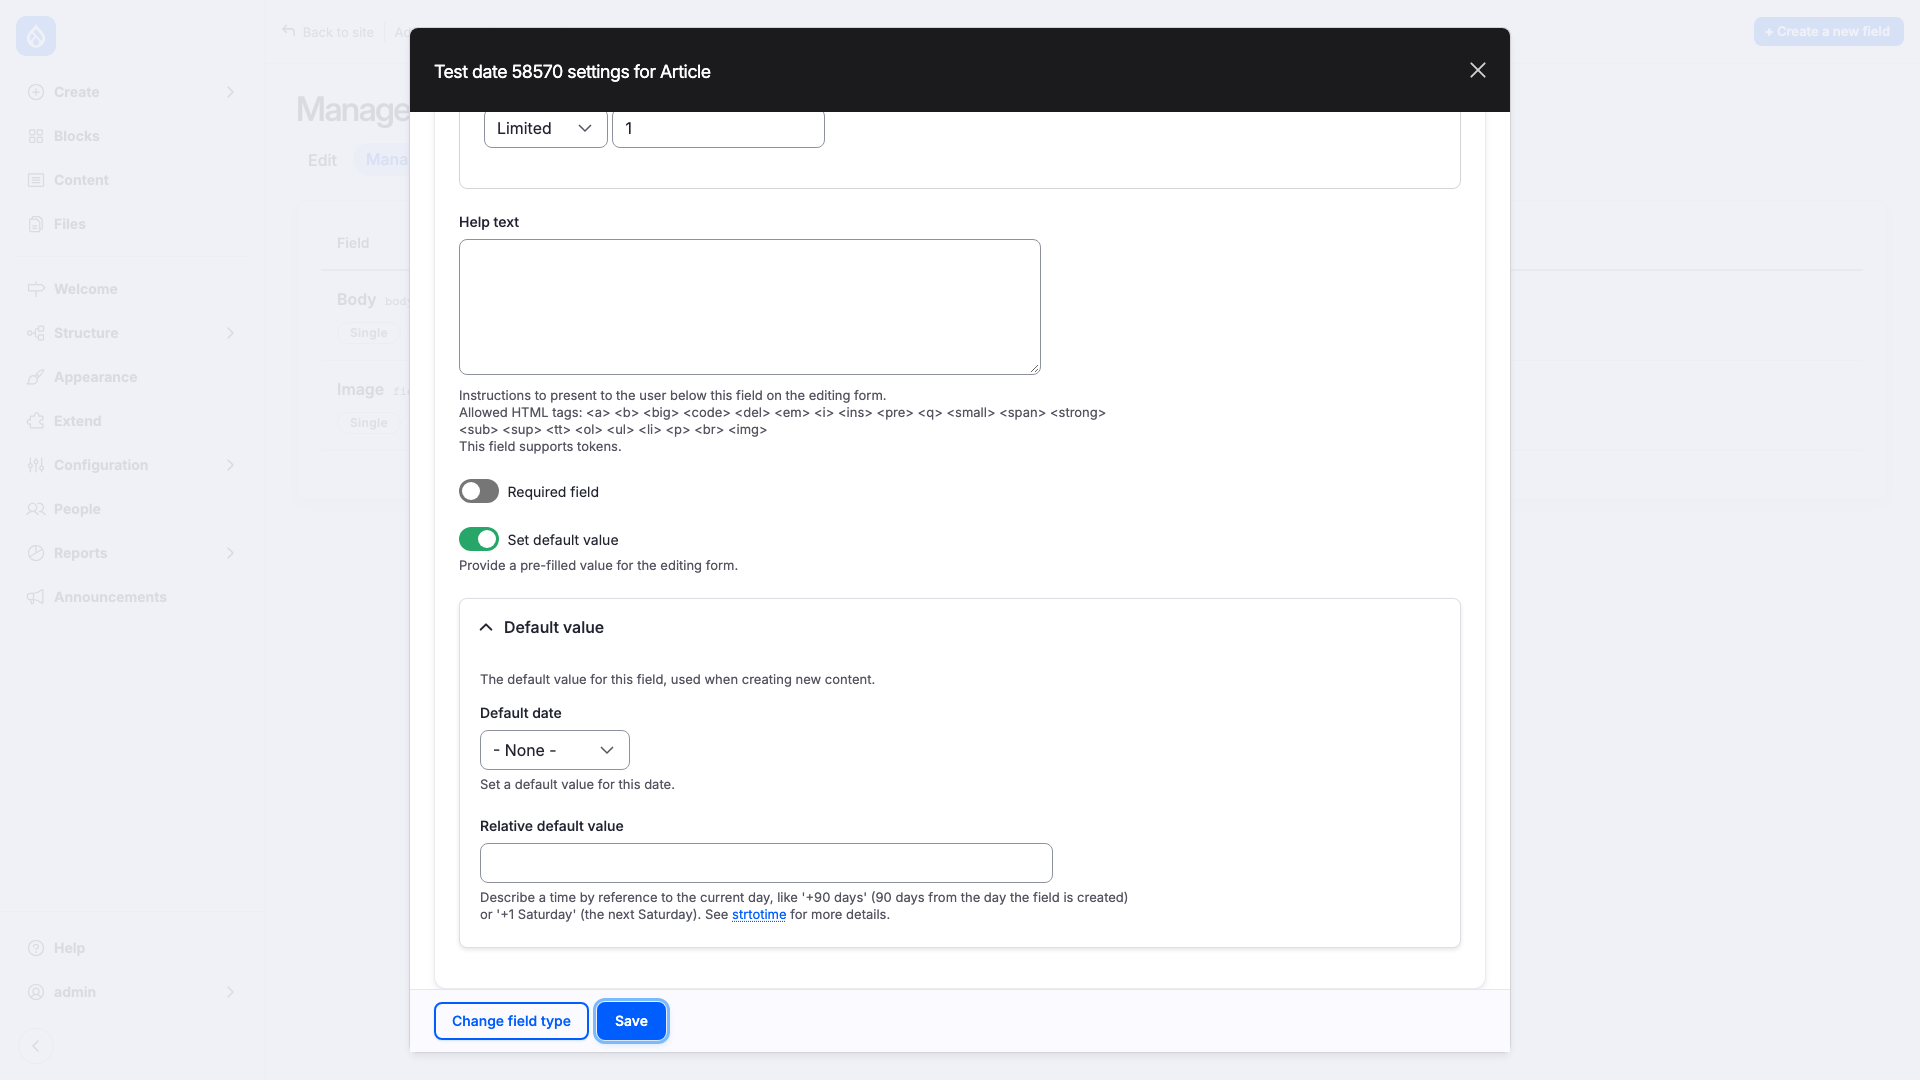 Back to site
+ Create a new field
Test date 58570 settings for Article
Create
Manage
Blocks
Limited
1
Edit
Content
Files
Help text
Field
Welcome
Body
Single
Structure
Appearance
Image
Instructions to present to the user below this field on the editing form.
Allowed HTML tags: <a> <b> <big> <code> <del> <em> <i> <ins> <pre> <q> <small> <span> <strong>
<sub> <sup> <tt> <ol> <ul> <li> <p> <br> <img>
This field supports tokens.
Single
Extend
Configuration
Required field
People
Set default value
Provide a pre-filled value for the editing form.
Reports
Announcements
Default value
The default value for this field, used when creating new content.
Default date
- None -
Set a default value for this date.
Relative default value
Describe a time by reference to the current day, like '+90 days' (90 days from the day the field is created)
or '+1 Saturday' (the next Saturday). See strtotime for more details.
Help
admin
Change field type
Save